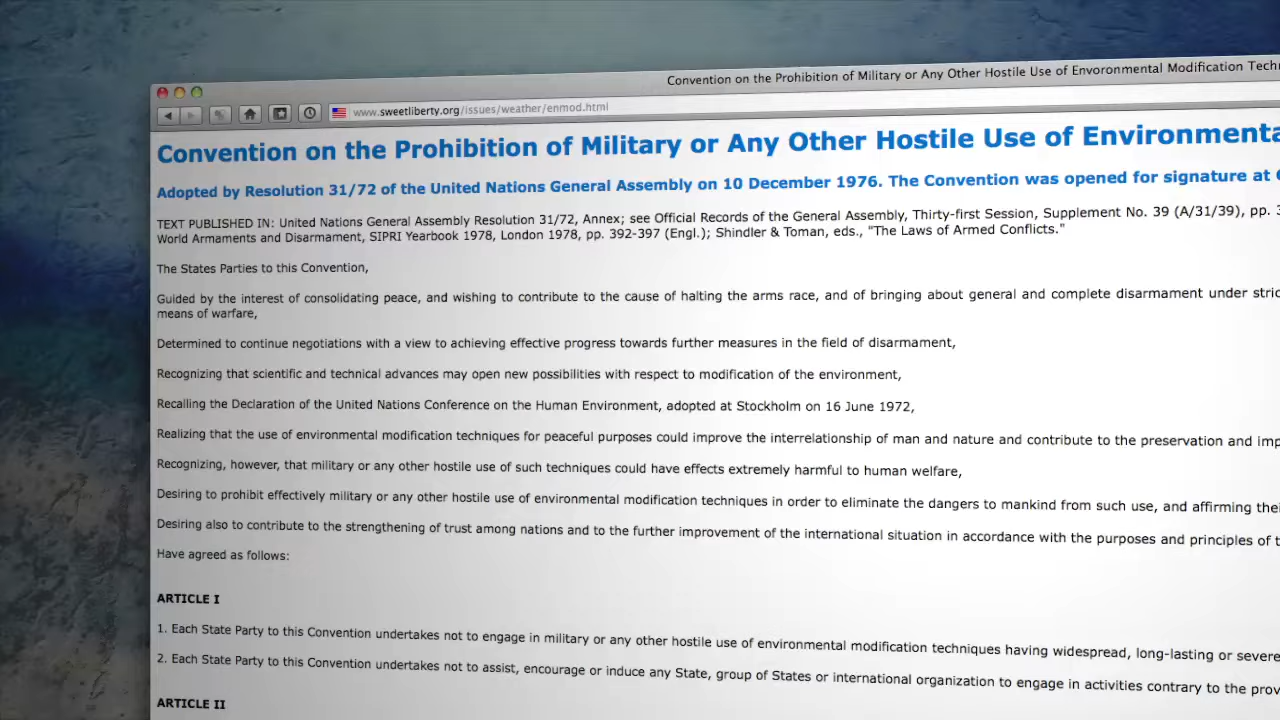 Convention on the Prohibition of Military or Any Other Hostile Use of Envoronmental Modification
www.sweetliberty.org/issues/weather/enmod.html
Convention on the Prohibition of Military or Any Other Hostile Use of
Adopted by Resolution 31/72 of the United Nations General Assembly on 10 December 1976. The Convention was opened for signature at
TEXT PUBLISHED IN: United Nations General Assembly Resolution 31/72, Annex; see Official Records of the General Assembly, Thirty-first Session, Supplement No. 39 (A/31/39), pp.
World Armaments and Disarmament, SIPRI Yearbook 1978, London 1978, pp. 392-397 (Engl.); Shindler & Toman, eds., "The Laws of Armed Conflicts."
The States Parties to this Convention,
Guided by the interest of consolidating peace, and wishing to contribute to the cause of halting the arms race, and of bringing about general and complete disarmament under
means of warfare,
Determined to continue negotiations with a view to achieving effective progress towards further measures in the field of disarmament,
Recognizing that scientific and technical advances may open new possibilities with respect to modification of the environment,
Recalling the Declaration of the United Nations Conference on the Human Environment, adopted at Stockholm on 16 June 1972,
Realizing that the use of environmental modification techniques for peaceful purposes could improve the interrelationship of man and nature and contribute to the preservation and
Recognizing, however, that military or any other hostile use of such techniques could have effects extremely harmful to human welfare,
Desiring to prohibit effectively military or any other hostile use of environmental modification techniques in order to eliminate the dangers to mankind from such use, and affirming
Desiring also to contribute to the strengthening of trust among nations and to the further improvement of the international situation in accordance with the purposes and principles of
Have agreed as follows:
ARTICLE I
1. Each State Party to this Convention undertakes not to engage in military or any other hostile use of environmental modification techniques having widespread, long-lasting or severe
2. Each State Party to this Convention undertakes not to assist, encourage or induce any State, group of States or international organization to engage in activities contrary to the
ARTICLE II